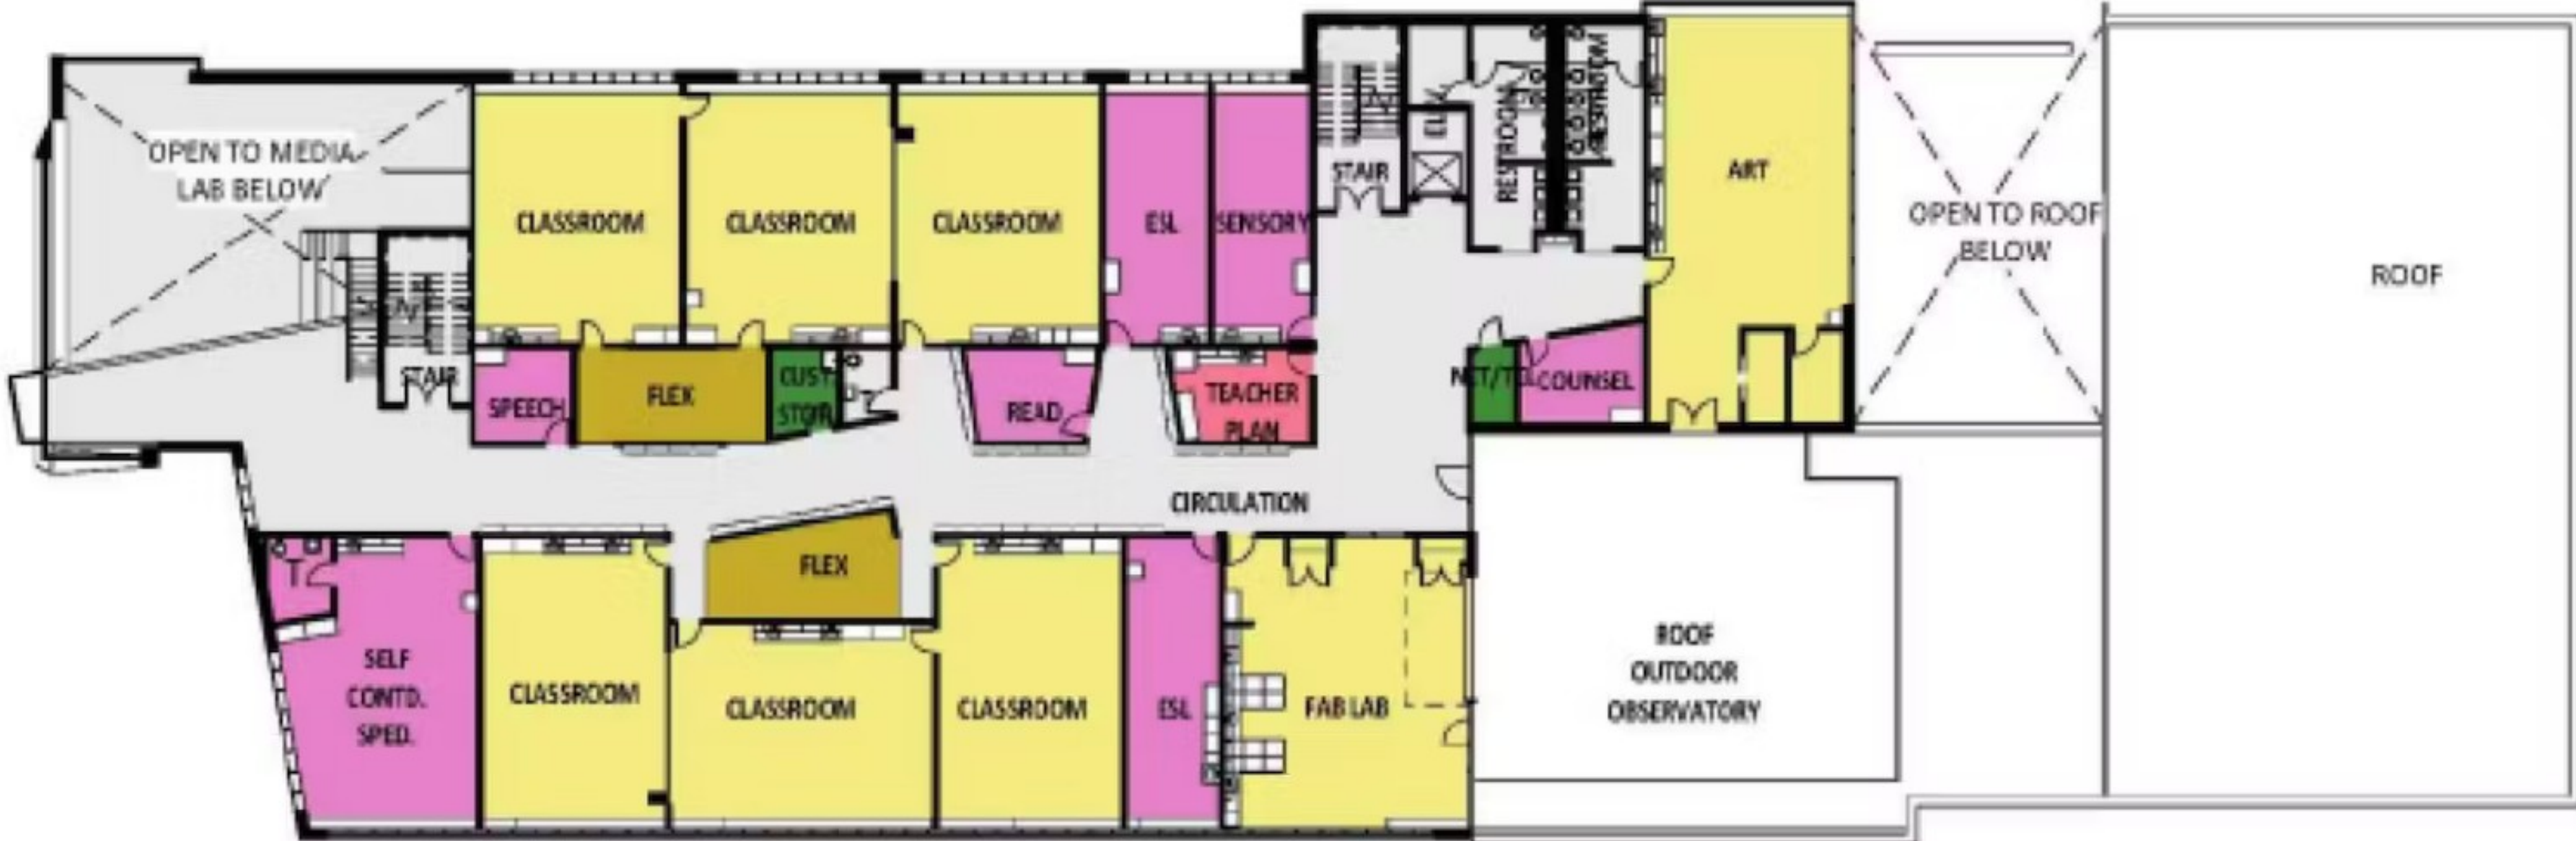 OPEN TO MEDIA
LAB BELOW
CLASSROOM
CLASSROOM
CLASSROOM
ESL
SENSORY
STAIR
RESTROOM
RESTROOM
ART
OPEN TO ROOF
BELOW
ROOF
STAIR
SPEECH
FLEX
CUST.
STOR
READ
TEACHER
PLAN
COUNSEL
CIRCULATION
FLEX
SELF
CONTD.
SPED.
CLASSROOM
CLASSROOM
CLASSROOM
ESL
FAB LAB
ROOF
OUTDOOR
OBSERVATORY